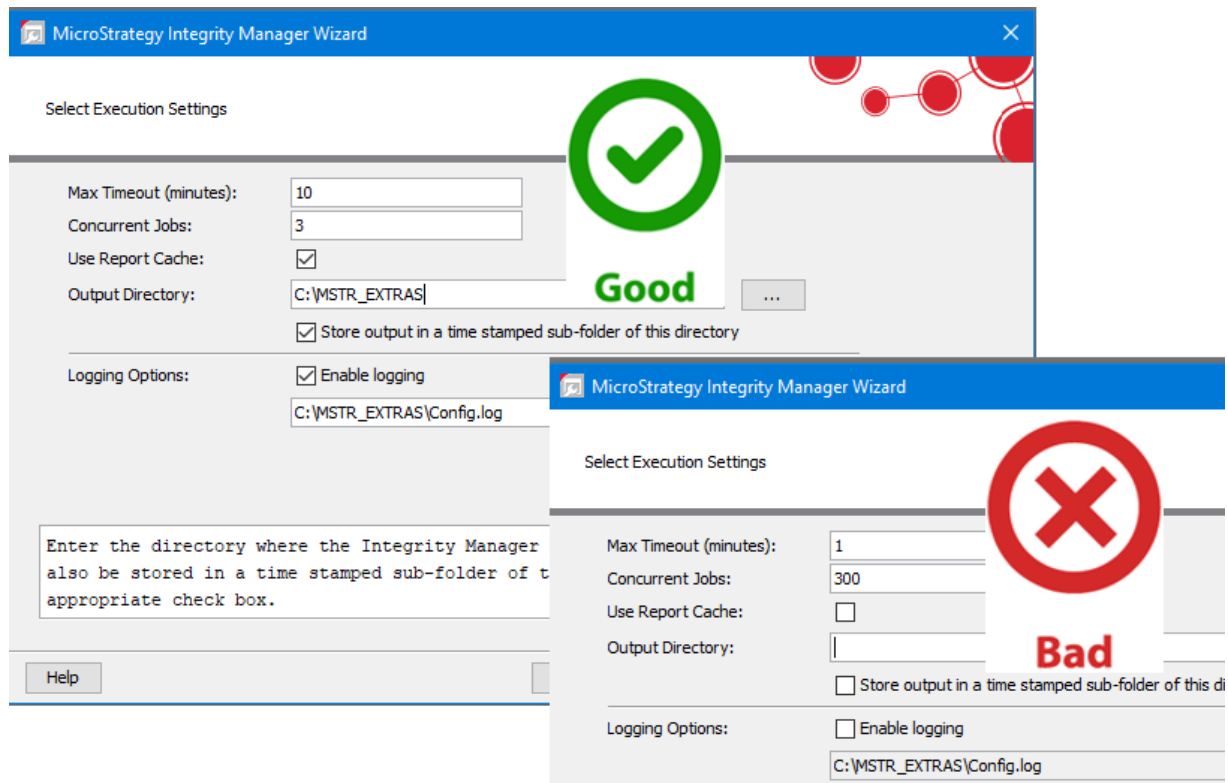 MicroStrategy Integrity Manager Wizard
Select Execution Settings
Max Timeout (minutes): 10
Concurrent Jobs: 3
Use Report Cache:
Output Directory: C:\MSTR_EXTRAS ...
Store output in a time stamped sub-folder of this directory
Logging Options: Enable logging
C:\MSTR_EXTRAS\Config.log
Enter the directory where the Integrity Manager
also be stored in a time stamped sub-folder of t
appropriate check box.
Help
Good
MicroStrategy Integrity Manager Wizard
Select Execution Settings
Max Timeout (minutes): 1
Concurrent Jobs: 300
Use Report Cache:
Output Directory:
Store output in a time stamped sub-folder of this di
Logging Options: Enable logging
C:\MSTR_EXTRAS\Config.log
Bad